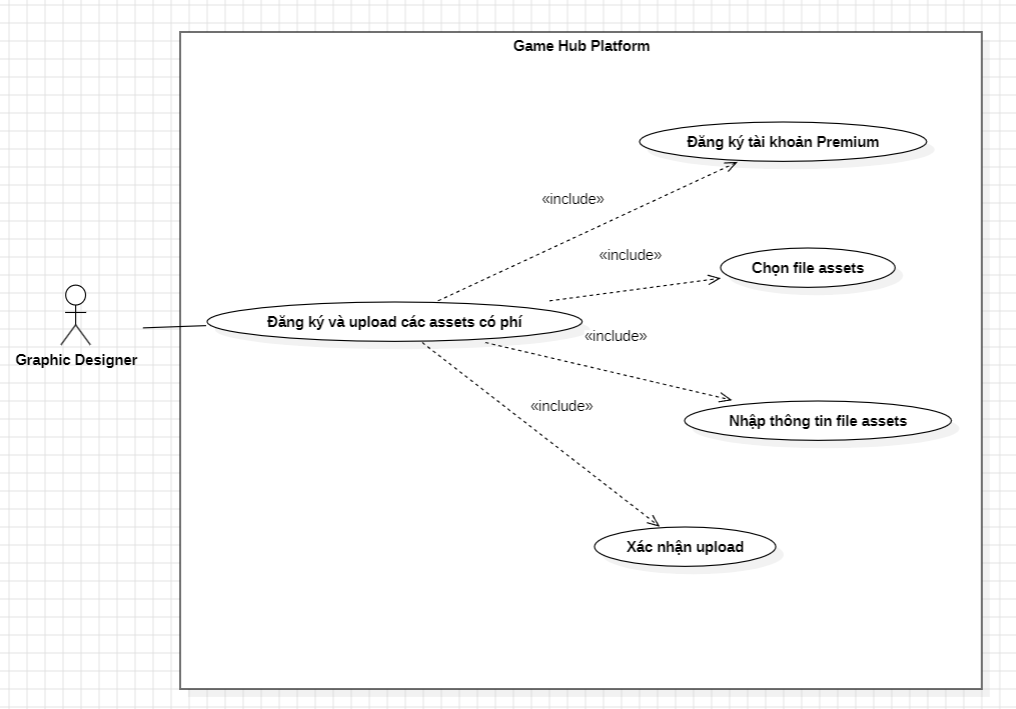 Game Hub Platform
Đăng ký tài khoản Premium
«include»
«include»
Chọn file assets
Đăng ký và upload các assets có phí
«include»
Graphic Designer
«include»
Nhập thông tin file assets
Xác nhận upload